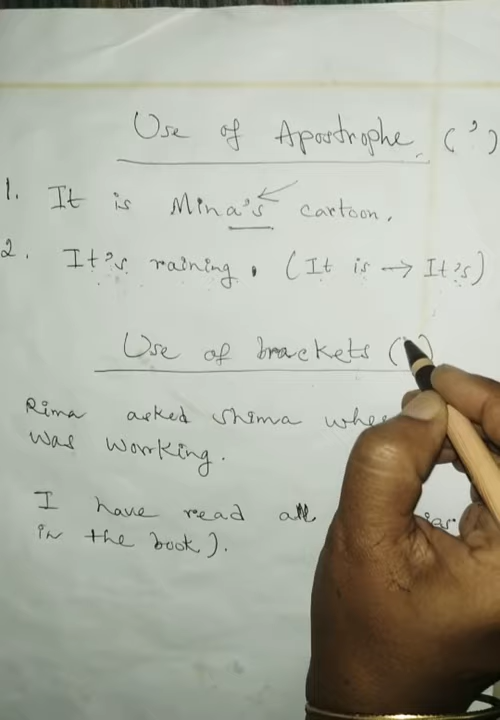 Use of Apostrophe (')
1. It is Mina's cartoon.
2. It's raining. (It is → It's)
Use of brackets ( )
Rima asked Shima
was working.
I have read all
in the book).